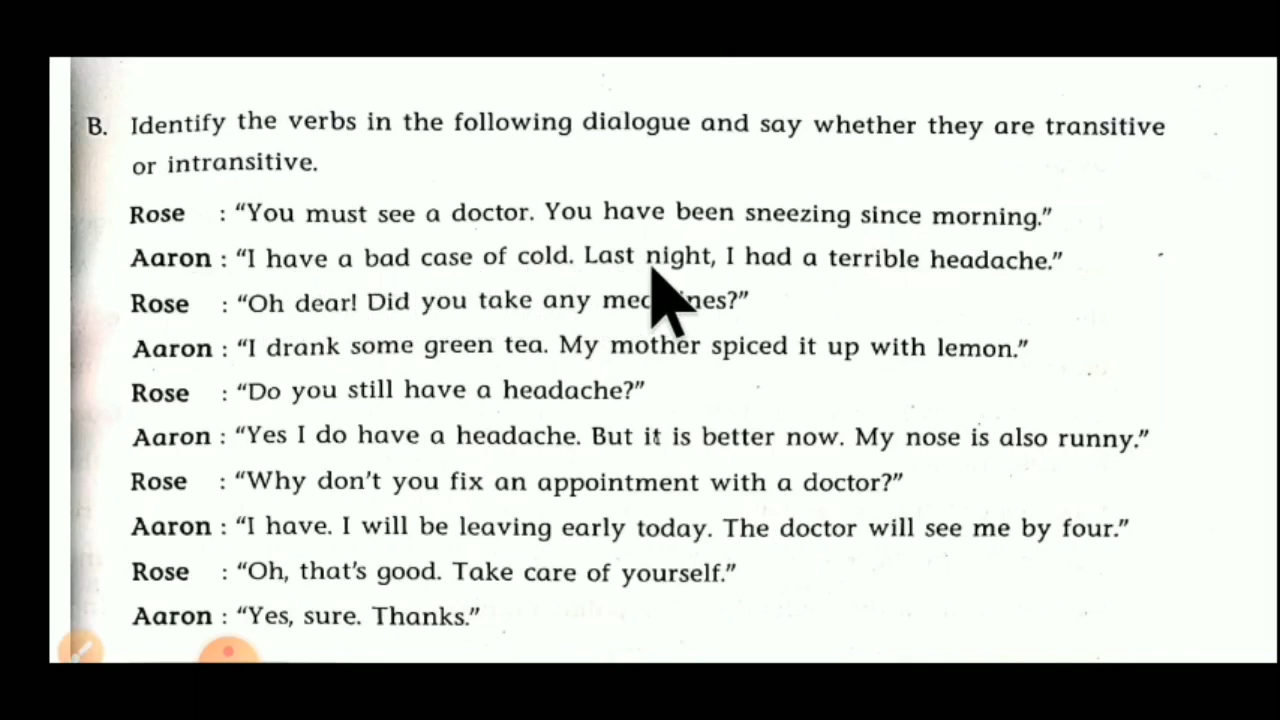 B. Identify the verbs in the following dialogue and say whether they are transitive
or intransitive.
Rose : “You must see a doctor. You have been sneezing since morning.”
Aaron : “I have a bad case of cold. Last night, I had a terrible headache.”
Rose : “Oh dear! Did you take any
Aaron : “I drank some green tea. My mother spiced it up with lemon.”
Rose : “Do you still have a headache?”
Aaron : “Yes I do have a headache. But it is better now. My nose is also runny.”
Rose : “Why don’t you fix an appointment with a doctor?”
Aaron : “I have. I will be leaving early today. The doctor will see me by four.”
Rose : “Oh, that’s good. Take care of yourself.”
Aaron : “Yes, sure. Thanks.”